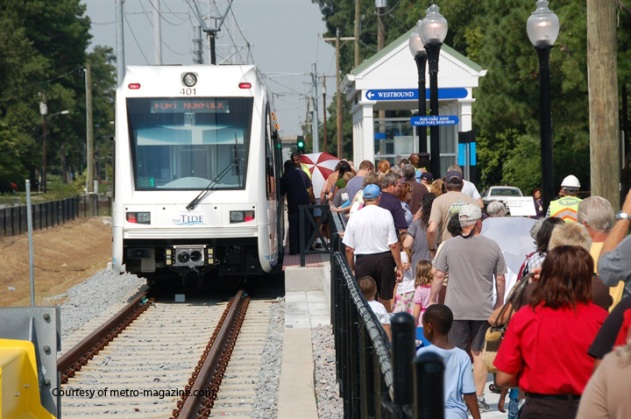 401
FORT NORFOLK
WESTBOUND
THE TIDE
Courtesy of metro-magazine.com